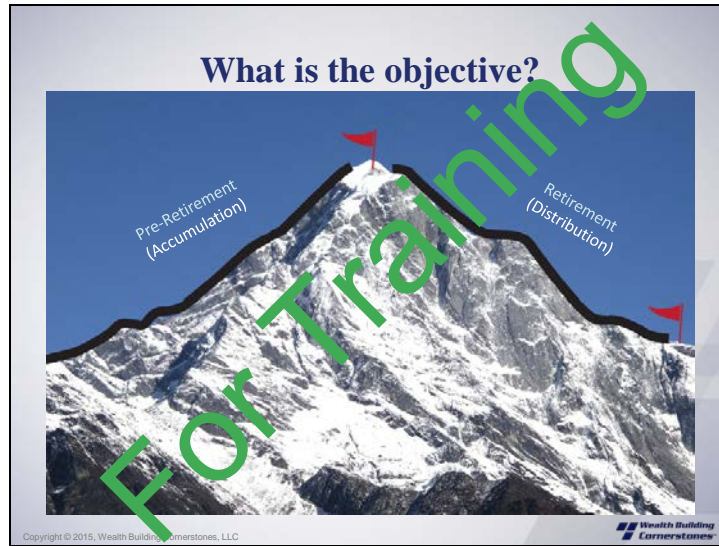 What is the objective?
Pre-Retirement
(Accumulation)
Retirement
(Distribution)
For Training
Copyright © 2015, Wealth Building Cornerstones, LLC
Wealth Building
Cornerstones